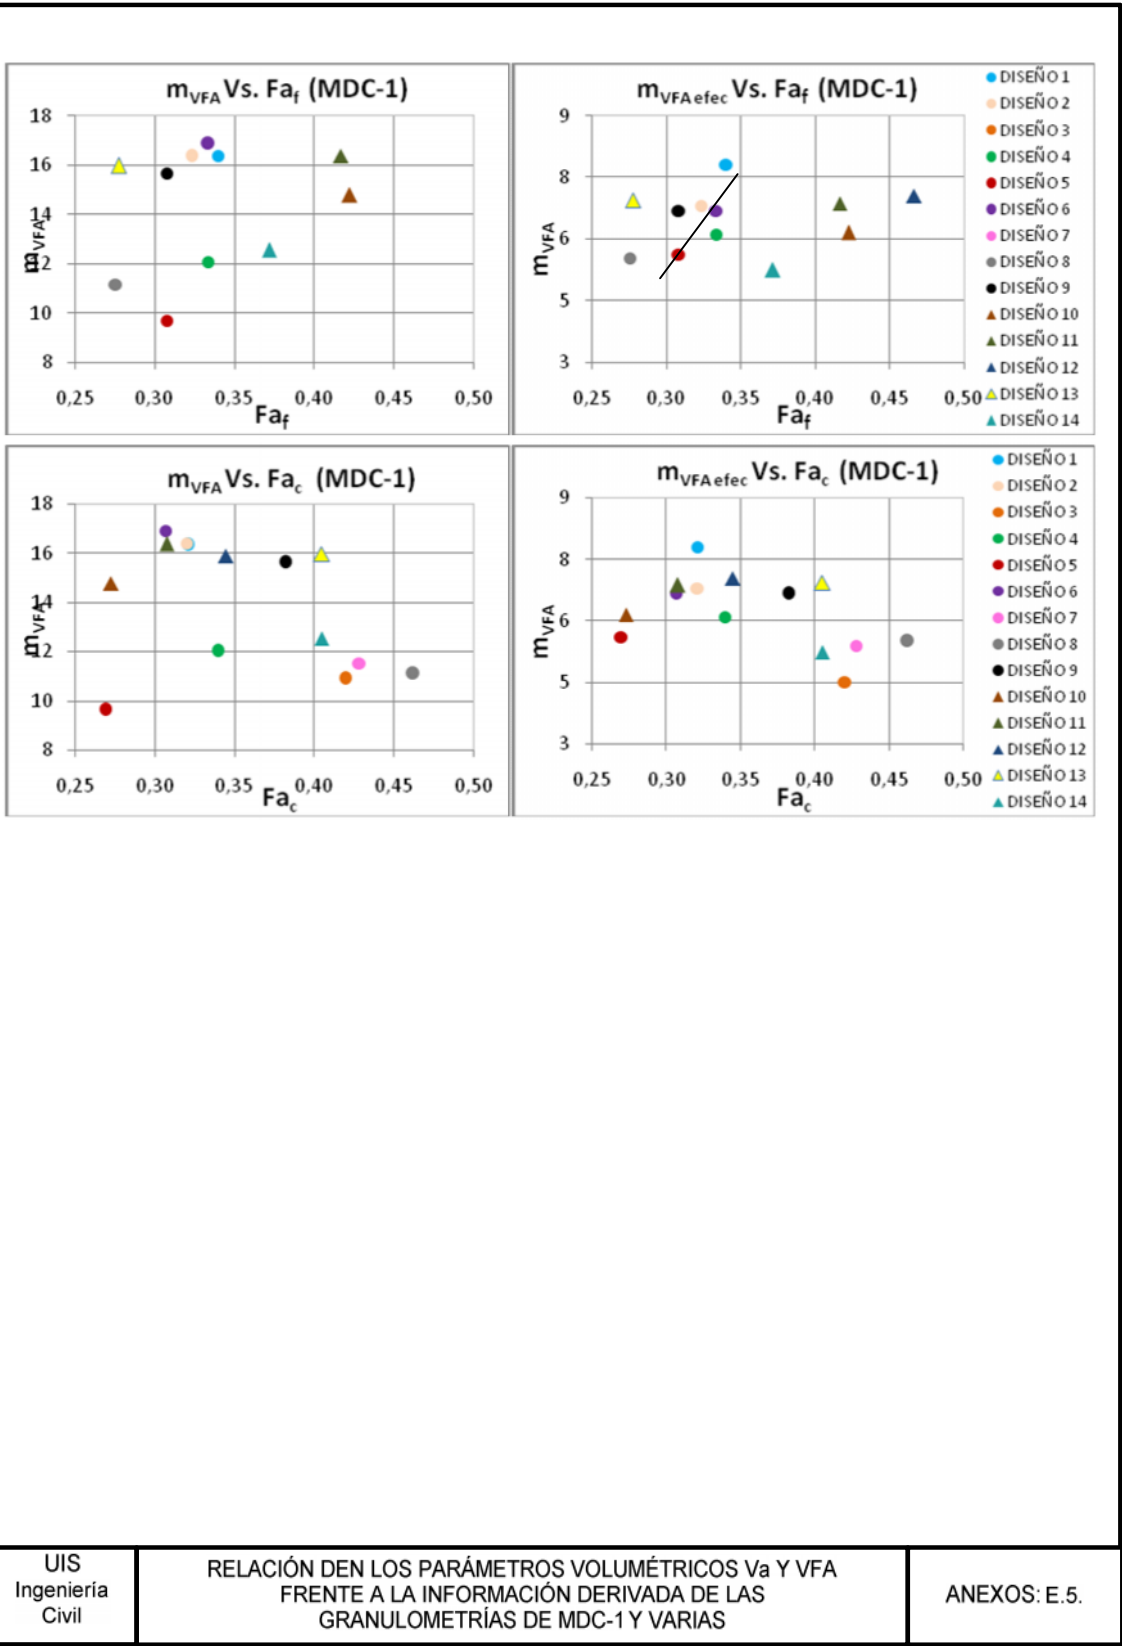 mVFA Vs. Faf (MDC-1)
18
16
14
12
10
8
mVFA
0,25 0,30 0,35 0,40 0,45 0,50
Faf
mVFA efec Vs. Faf (MDC-1)
9
8
6
5
3
mVFA
0,25 0,30 0,35 0,40 0,45 0,50
Faf
DISEÑO 1
DISEÑO 2
DISEÑO 3
DISEÑO 4
DISEÑO 5
DISEÑO 6
DISEÑO 7
DISEÑO 8
DISEÑO 9
DISEÑO 10
DISEÑO 11
DISEÑO 12
DISEÑO 13
DISEÑO 14
mVFA Vs. Fac (MDC-1)
18
16
14
12
10
8
mVFA
0,25 0,30 0,35 0,40 0,45 0,50
Fac
mVFA efec Vs. Fac (MDC-1)
9
8
6
5
3
mVFA
0,25 0,30 0,35 0,40 0,45 0,50
Fac
DISEÑO 1
DISEÑO 2
DISEÑO 3
DISEÑO 4
DISEÑO 5
DISEÑO 6
DISEÑO 7
DISEÑO 8
DISEÑO 9
DISEÑO 10
DISEÑO 11
DISEÑO 12
DISEÑO 13
DISEÑO 14
UIS
Ingeniería
Civil
RELACIÓN DEN LOS PARÁMETROS VOLUMÉTRICOS Va Y VFA
FRENTE A LA INFORMACIÓN DERIVADA DE LAS
GRANULOMETRÍAS DE MDC-1 Y VARIAS
ANEXOS: E.5.